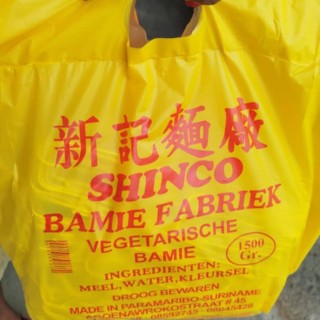 新記麵廠
SHINCO
BAMIE FABRIEK
VEGETARISCHE
BAMIE
1500
Gr.
INGREDIENTEN:
MEEL,WATER,KLEURSEL
DROOG BEWAREN
MADE IN PARAMARIBO-SURINAME